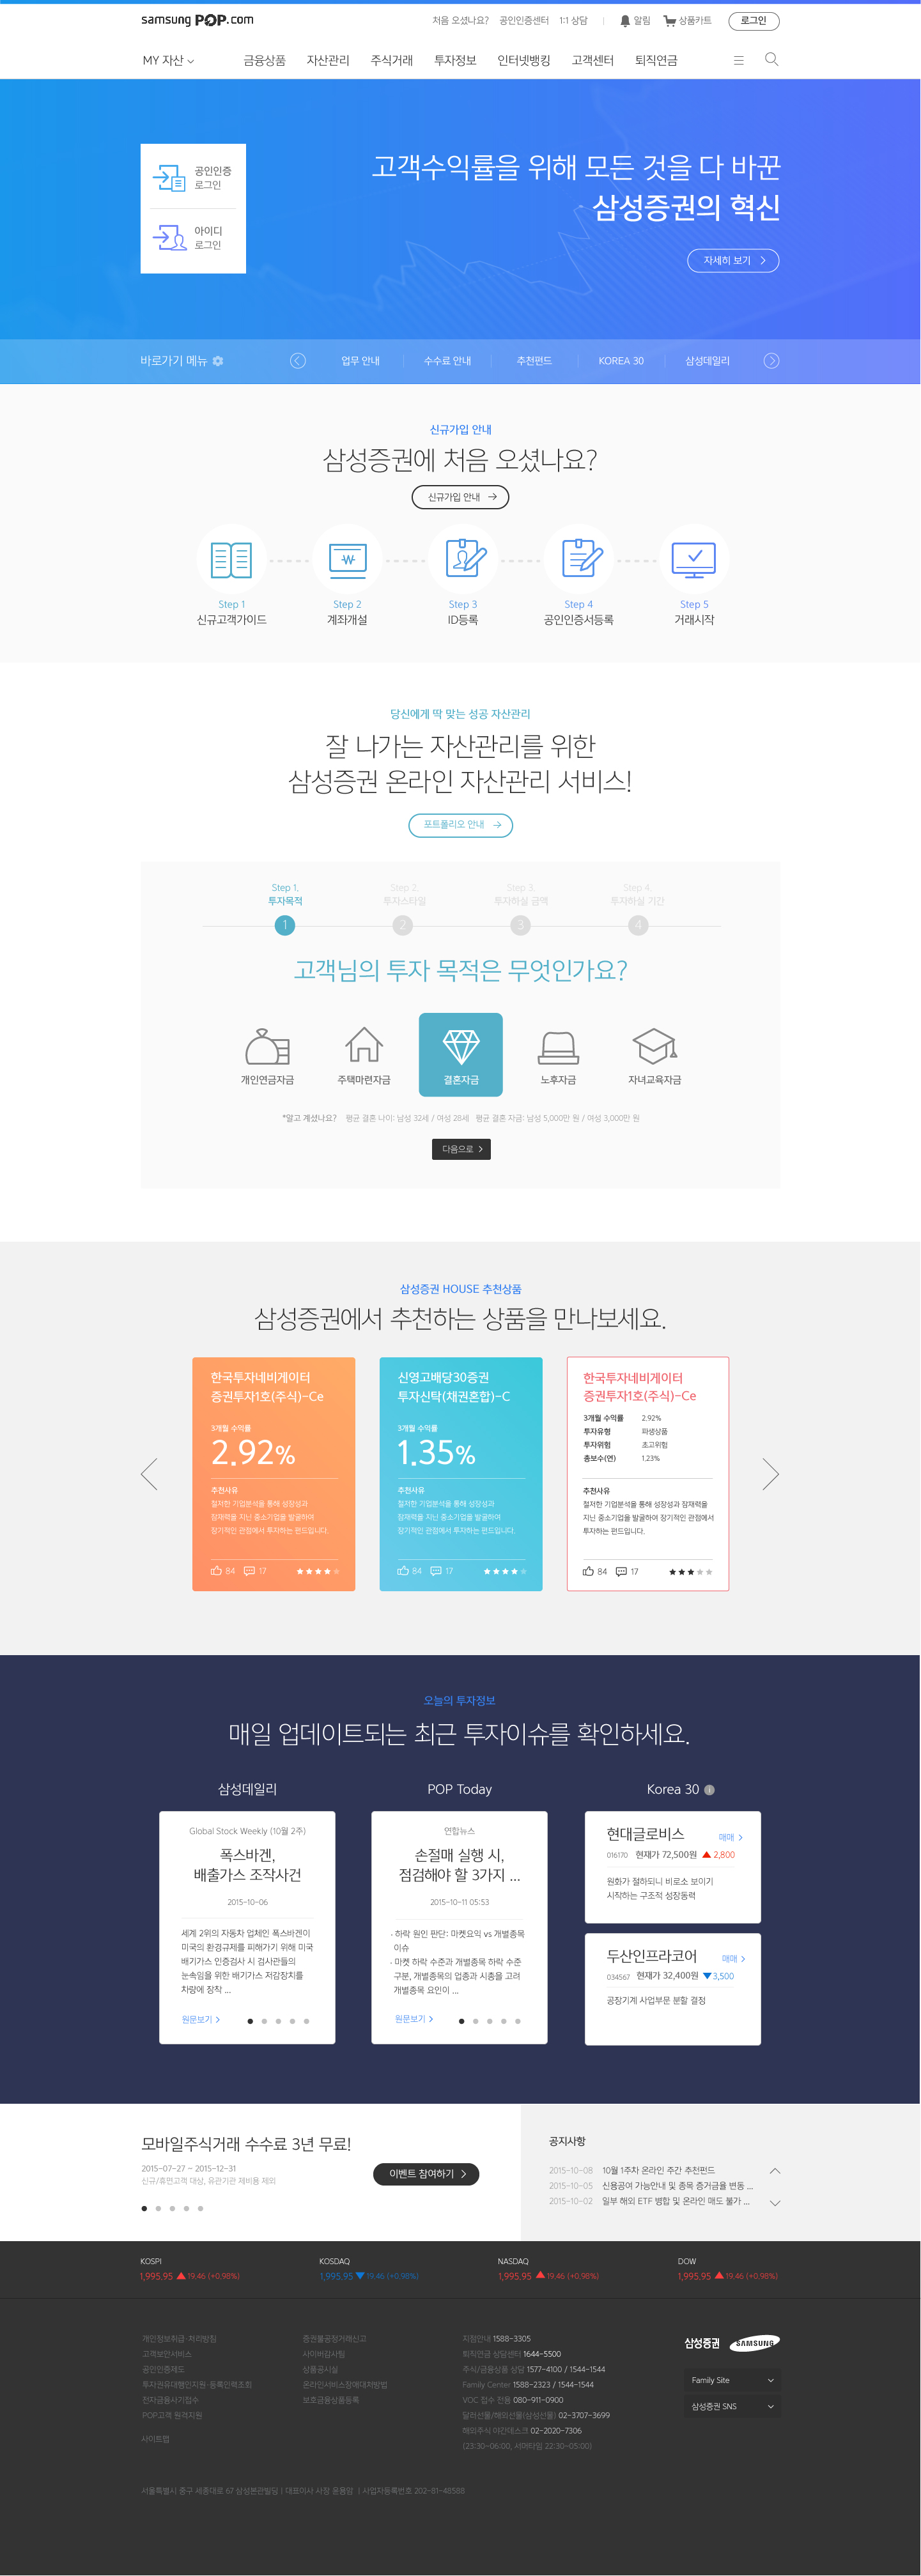 samsung POP.com
처음 오셨나요? 공인인증센터 1:1 상담 알림 상품카트 로그인
MY 자산 금융상품 자산관리 주식거래 투자정보 인터넷뱅킹 고객센터 퇴직연금
공인인증
로그인
아이디
로그인
고객수익률을 위해 모든 것을 다 바꾼
삼성증권의 혁신
자세히 보기
바로가기 메뉴 업무 안내 수수료 안내 추천펀드 KOREA 30 삼성데일리
신규가입 안내
삼성증권에 처음 오셨나요?
신규가입 안내
Step 1 Step 2 Step 3 Step 4 Step 5
신규고객가이드 계좌개설 ID등록 공인인증서등록 거래시작
당신에게 딱 맞는 성공 자산관리
잘 나가는 자산관리를 위한
삼성증권 온라인 자산관리 서비스!
포트폴리오 안내
Step 1. Step 2. Step 3. Step 4.
투자목적 투자스타일 투자하실 금액 투자하실 기간
1 2 3 4
고객님의 투자 목적은 무엇인가요?
개인연금자금 주택마련자금 결혼자금 노후자금 자녀교육자금
*알고 계셨나요? 평균 결혼 나이: 남성 32세 / 여성 28세 평균 결혼 자금: 남성 5,000만 원 / 여성 3,000만 원
다음으로
삼성증권 HOUSE 추천상품
삼성증권에서 추천하는 상품을 만나보세요.
한국투자네비게이터
증권투자1호(주식)-Ce
3개월 수익률
2.92%
추천사유
철저한 기업분석을 통해 성장성과
잠재력을 지닌 중소기업을 발굴하여
장기적인 관점에서 투자하는 펀드입니다.
84 17
신영고배당30증권
투자신탁(채권혼합)-C
3개월 수익률
1.35%
추천사유
철저한 기업분석을 통해 성장성과
잠재력을 지닌 중소기업을 발굴하여
장기적인 관점에서 투자하는 펀드입니다.
84 17
한국투자네비게이터
증권투자1호(주식)-Ce
3개월 수익률 2.92%
투자유형 파생상품
투자위험 초고위험
총보수(연) 1.23%
추천사유
철저한 기업분석을 통해 성장성과 잠재력을
지닌 중소기업을 발굴하여 장기적인 관점에서
투자하는 펀드입니다.
84 17
오늘의 투자정보
매일 업데이트되는 최근 투자이슈를 확인하세요.
삼성데일리
Global Stock Weekly (10월 2주)
폭스바겐,
배출가스 조작사건
2015-10-06
세계 2위의 자동차 업체인 폭스바겐이
미국의 환경규제를 피해가기 위해 미국
배기가스 인증검사 시 검사관들의
눈속임을 위한 배기가스 저감장치를
차량에 장착 ...
원문보기
POP Today
연합뉴스
손절매 실행 시,
점검해야 할 3가지 ...
2015-10-11 05:53
· 하락 원인 판단: 마켓요익 vs 개별종목
이슈
· 마켓 하락 수준과 개별종목 하락 수준
구분, 개별종목의 업종과 시총을 고려
개별종목 요인이 ...
원문보기
Korea 30 i
현대글로비스 매매
016170 현재가 72,500원 ▲ 2,800
원화가 절하되니 비로소 보이기
시작하는 구조적 성장동력
두산인프라코어 매매
034567 현재가 32,400원 ▼3,500
공장기계 사업부문 분할 결정
모바일주식거래 수수료 3년 무료!
2015-07-27 ~ 2015-12-31
신규/휴면고객 대상, 유관기관 제비용 제외
이벤트 참여하기
공지사항
2015-10-08 10월 1주차 온라인 주간 추천펀드
2015-10-05 신용공여 가능안내 및 종목 증거금율 변동 ...
2015-10-02 일부 해외 ETF 병합 및 온라인 매도 불가 ...
KOSPI KOSDAQ NASDAQ DOW
1,995.95 ▲19.46 (+0.98%) 1,995.95 ▼19.46 (+0.98%) 1,995.95 ▲19.46 (+0.98%) 1,995.95 ▲19.46 (+0.98%)
개인정보취급·처리방침
고객보안서비스
공인인증제도
투자권유대행인지원·등록인력조회
전자금융사기접수
POP고객 원격지원
사이트맵
증권불공정거래신고
사이버감사팀
상품공시실
온라인서비스장애대처방법
보호금융상품등록
지점안내 1588-3305
퇴직연금 상담센터 1644-5500
주식/금융상품 상담 1577-4100 / 1544-1544
Family Center 1588-2323 / 1544-1544
VOC 접수 전용 080-911-0900
달러선물/해외선물(삼성선물) 02-3707-3699
해외주식 야간데스크 02-2020-7306
(23:30~06:00, 서머타임 22:30~05:00)
삼성증권 SAMSUNG
Family Site
삼성증권 SNS
서울특별시 중구 세종대로 67 삼성본관빌딩 | 대표이사 사장 윤용암 | 사업자등록번호 202-81-48588